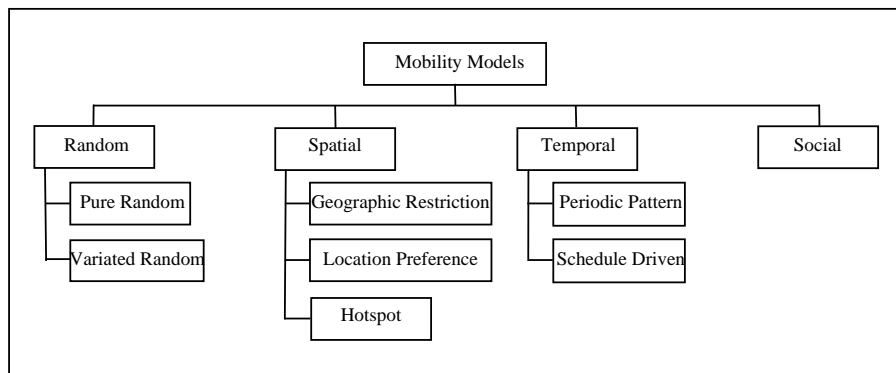 Mobility Models
Random
Spatial
Temporal
Social
Pure Random
Geographic Restriction
Periodic Pattern
Variated Random
Location Preference
Schedule Driven
Hotspot